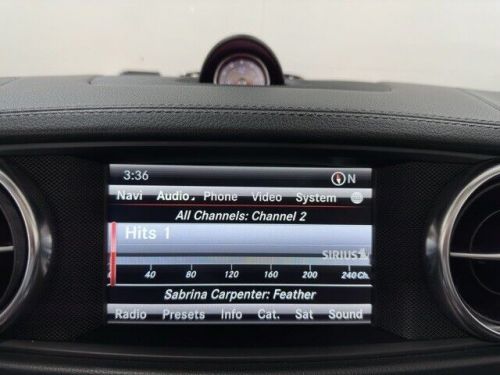 3:36 N
Navi Audio Phone Video System
All Channels: Channel 2
Hits 1
SIRIUS
40 80 120 160 200 240 Ch.
Sabrina Carpenter: Feather
Radio Presets Info Cat. Sat Sound